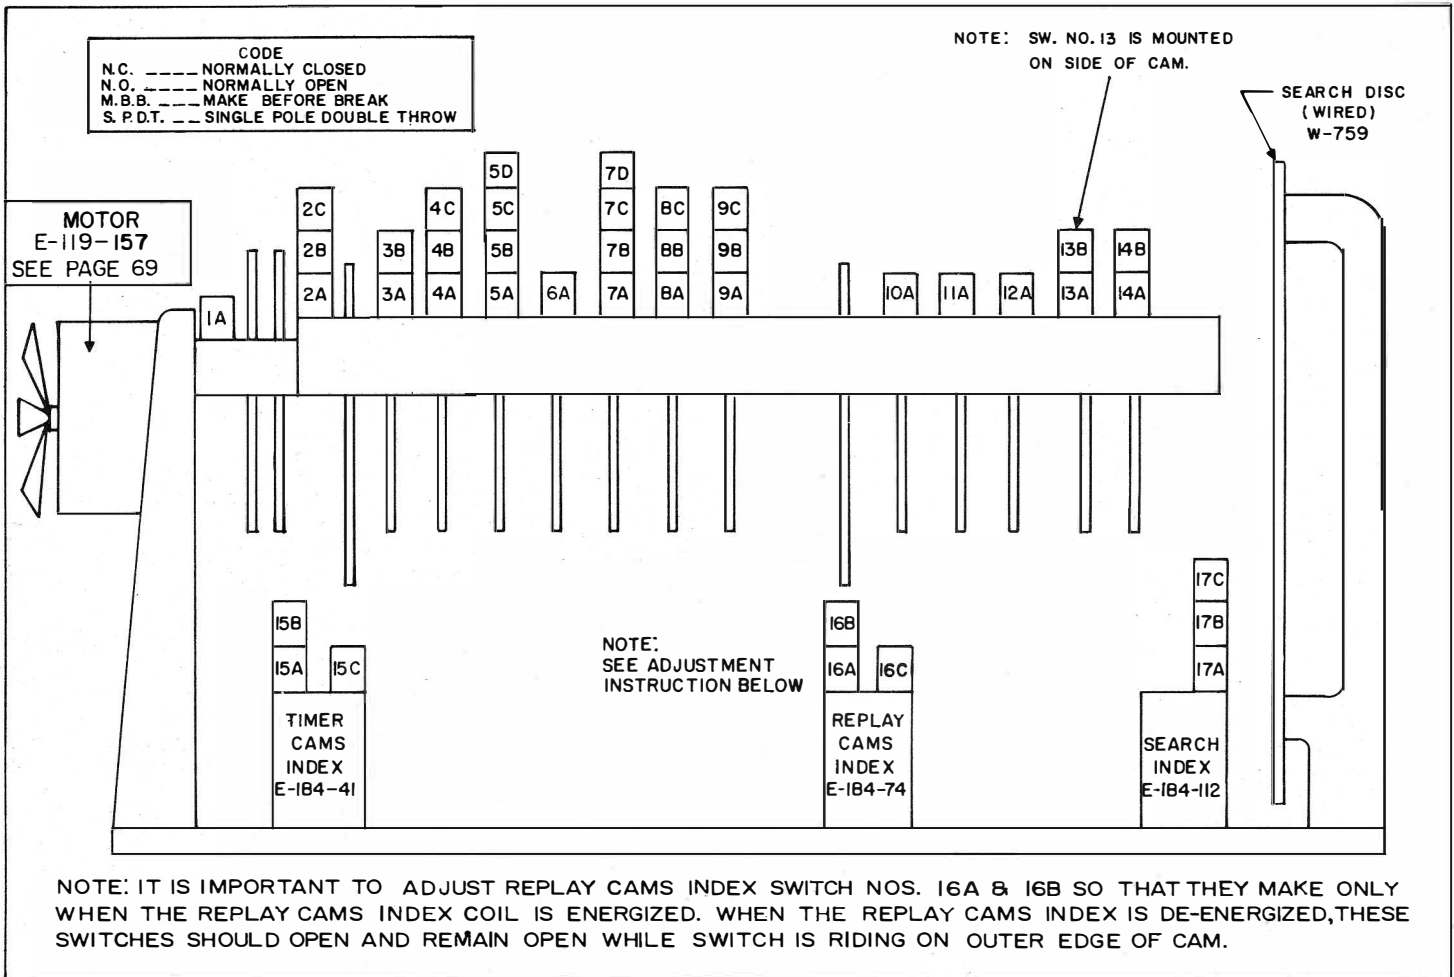 CODE
N.C. ____ NORMALLY CLOSED
N.O. ____ NORMALLY OPEN
M.B.B. ___ MAKE BEFORE BREAK
S.P.D.T. __ SINGLE POLE DOUBLE THROW
NOTE: SW. NO. 13 IS MOUNTED
ON SIDE OF CAM.
SEARCH DISC
(WIRED)
W-759
MOTOR
E-119-157
SEE PAGE 69
5D 7D
2C 4C 5C 7C 8C 9C
2B 3B 4B 5B 7B 8B 9B 13B 14B
2A 3A 4A 5A 6A 7A 8A 9A 10A 11A 12A 13A 14A
1A
17C
15B 16B 17B
15A 15C 16A 16C 17A
NOTE:
SEE ADJUSTMENT
INSTRUCTION BELOW
TIMER
CAMS
INDEX
E-184-41
REPLAY
CAMS
INDEX
E-184-74
SEARCH
INDEX
E-184-112
NOTE: IT IS IMPORTANT TO ADJUST REPLAY CAMS INDEX SWITCH NOS. 16A & 16B SO THAT THEY MAKE ONLY
WHEN THE REPLAY CAMS INDEX COIL IS ENERGIZED. WHEN THE REPLAY CAMS INDEX IS DE-ENERGIZED, THESE
SWITCHES SHOULD OPEN AND REMAIN OPEN WHILE SWITCH IS RIDING ON OUTER EDGE OF CAM.